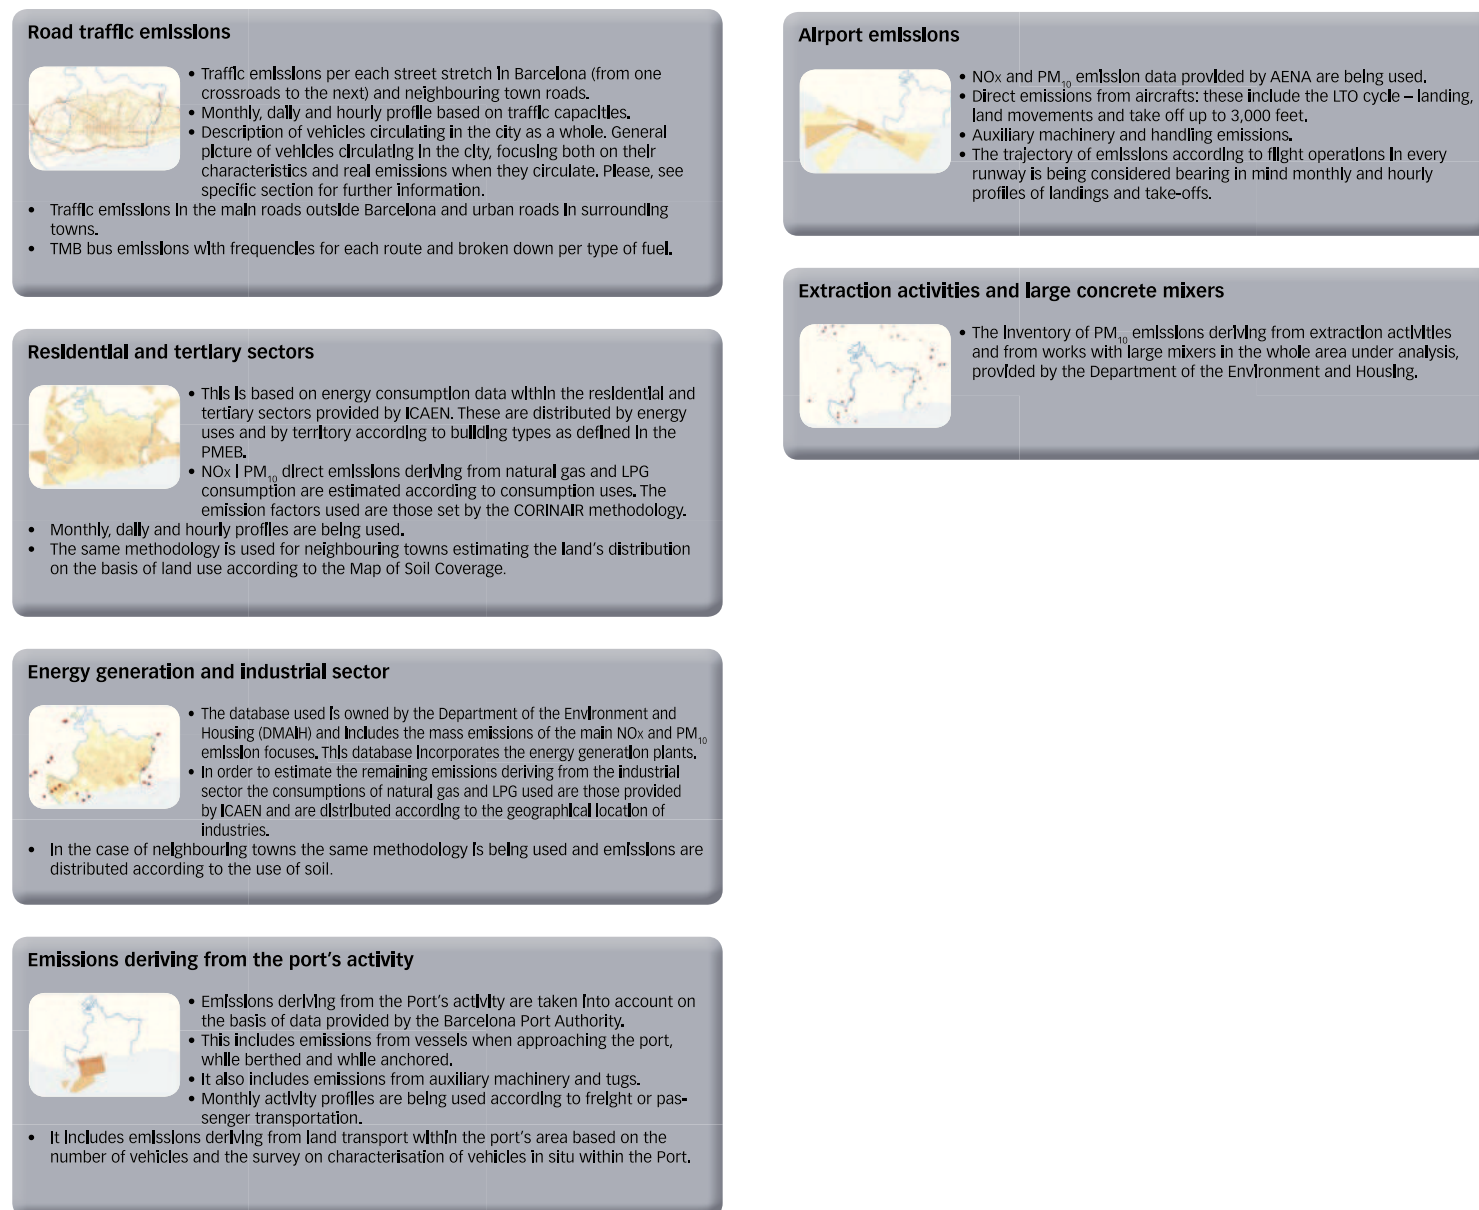 Road traffic emissions
• Traffic emissions per each street stretch in Barcelona (from one
crossroads to the next) and neighbouring town roads.
• Monthly, daily and hourly profile based on traffic capacities.
• Description of vehicles circulating in the city as a whole. General
picture of vehicles circulating in the city, focusing both on their
characteristics and real emissions when they circulate. Please, see
specific section for further information.
• Traffic emissions in the main roads outside Barcelona and urban roads in surrounding
towns.
• TMB bus emissions with frequencies for each route and broken down per type of fuel.
Residential and tertiary sectors
• This is based on energy consumption data within the residential and
tertiary sectors provided by ICAEN. These are distributed by energy
uses and by territory according to building types as defined in the
PMEB.
• NOx I PM10 direct emissions deriving from natural gas and LPG
consumption are estimated according to consumption uses. The
emission factors used are those set by the CORINAIR methodology.
• Monthly, daily and hourly profiles are being used.
• The same methodology is used for neighbouring towns estimating the land's distribution
on the basis of land use according to the Map of Soil Coverage.
Energy generation and industrial sector
• The database used is owned by the Department of the Environment and
Housing (DMAiH) and includes the mass emissions of the main NOx and PM10
emission focuses. This database incorporates the energy generation plants.
• In order to estimate the remaining emissions deriving from the industrial
sector the consumptions of natural gas and LPG used are those provided
by ICAEN and are distributed according to the geographical location of
industries.
• In the case of neighbouring towns the same methodology is being used and emissions are
distributed according to the use of soil.
Emissions deriving from the port's activity
• Emissions deriving from the Port's activity are taken into account on
the basis of data provided by the Barcelona Port Authority.
• This includes emissions from vessels when approaching the port,
while berthed and while anchored.
• It also includes emissions from auxiliary machinery and tugs.
• Monthly activity profiles are being used according to freight or pas-
senger transportation.
• It includes emissions deriving from land transport within the port's area based on the
number of vehicles and the survey on characterisation of vehicles in situ within the Port.
Airport emissions
• NOx and PM10 emission data provided by AENA are being used.
• Direct emissions from aircrafts: these include the LTO cycle – landing,
land movements and take off up to 3,000 feet.
• Auxiliary machinery and handling emissions.
• The trajectory of emissions according to flight operations in every
runway is being considered bearing in mind monthly and hourly
profiles of landings and take-offs.
Extraction activities and large concrete mixers
• The inventory of PM10 emissions deriving from extraction activities
and from works with large mixers in the whole area under analysis,
provided by the Department of the Environment and Housing.